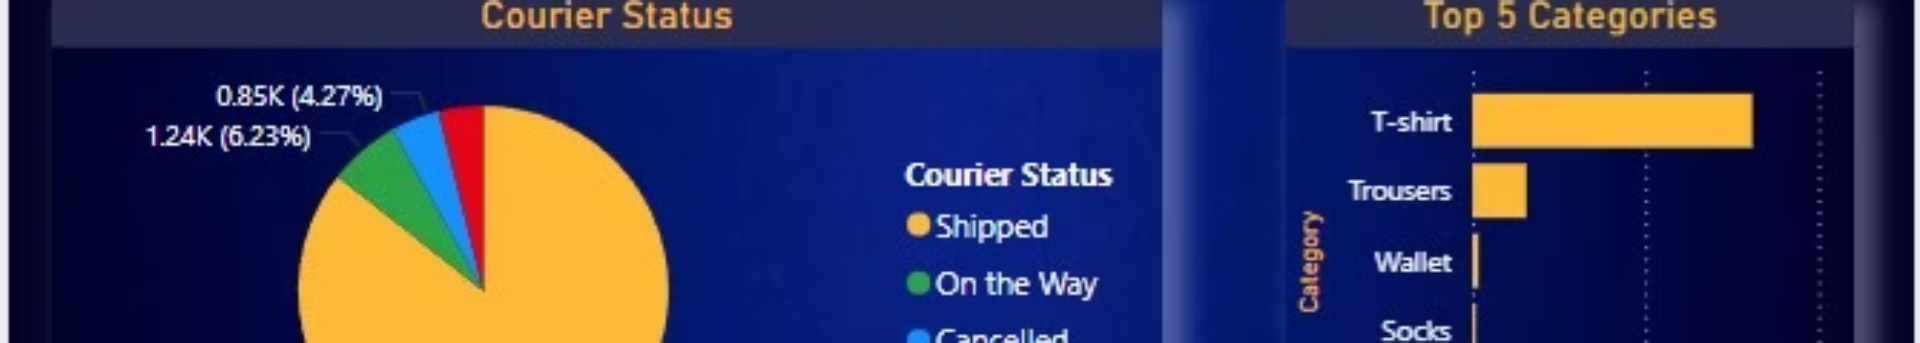 Courier Status
0.85K (4.27%)
1.24K (6.23%)
Courier Status
Shipped
On the Way
Cancelled
Top 5 Categories
Category
T-shirt
Trousers
Wallet
Socks